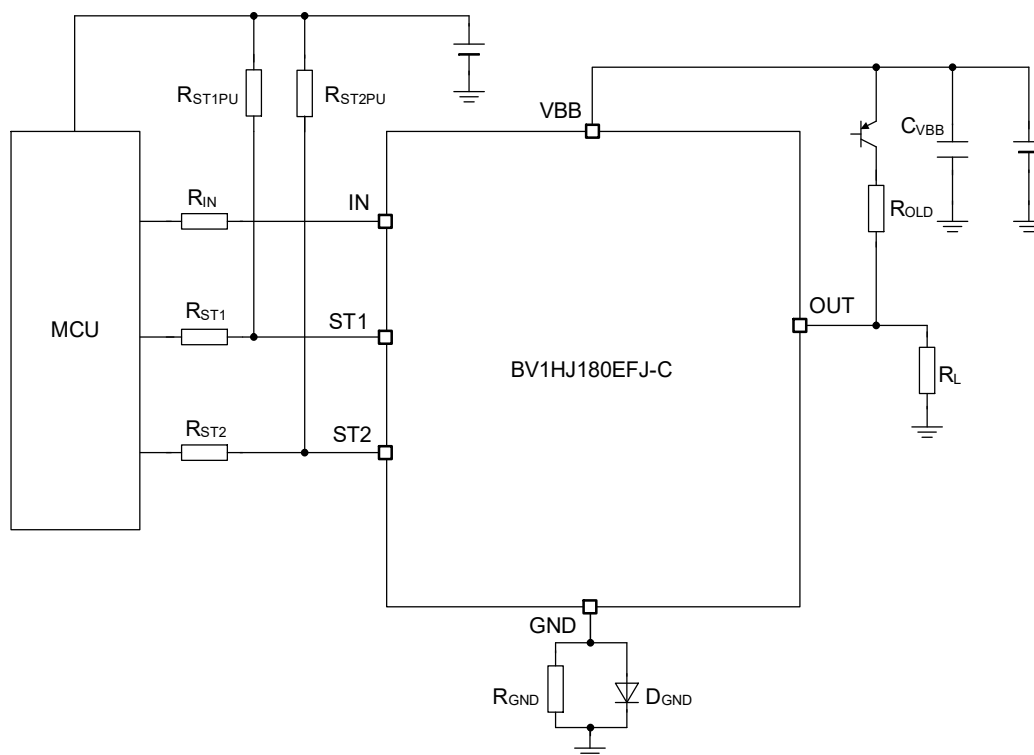 RST1PU
RST2PU
VBB
CVBB
RIN
IN
ROLD
MCU
RST1
ST1
OUT
BV1HJ180EFJ-C
RL
RST2
ST2
GND
RGND
DGND